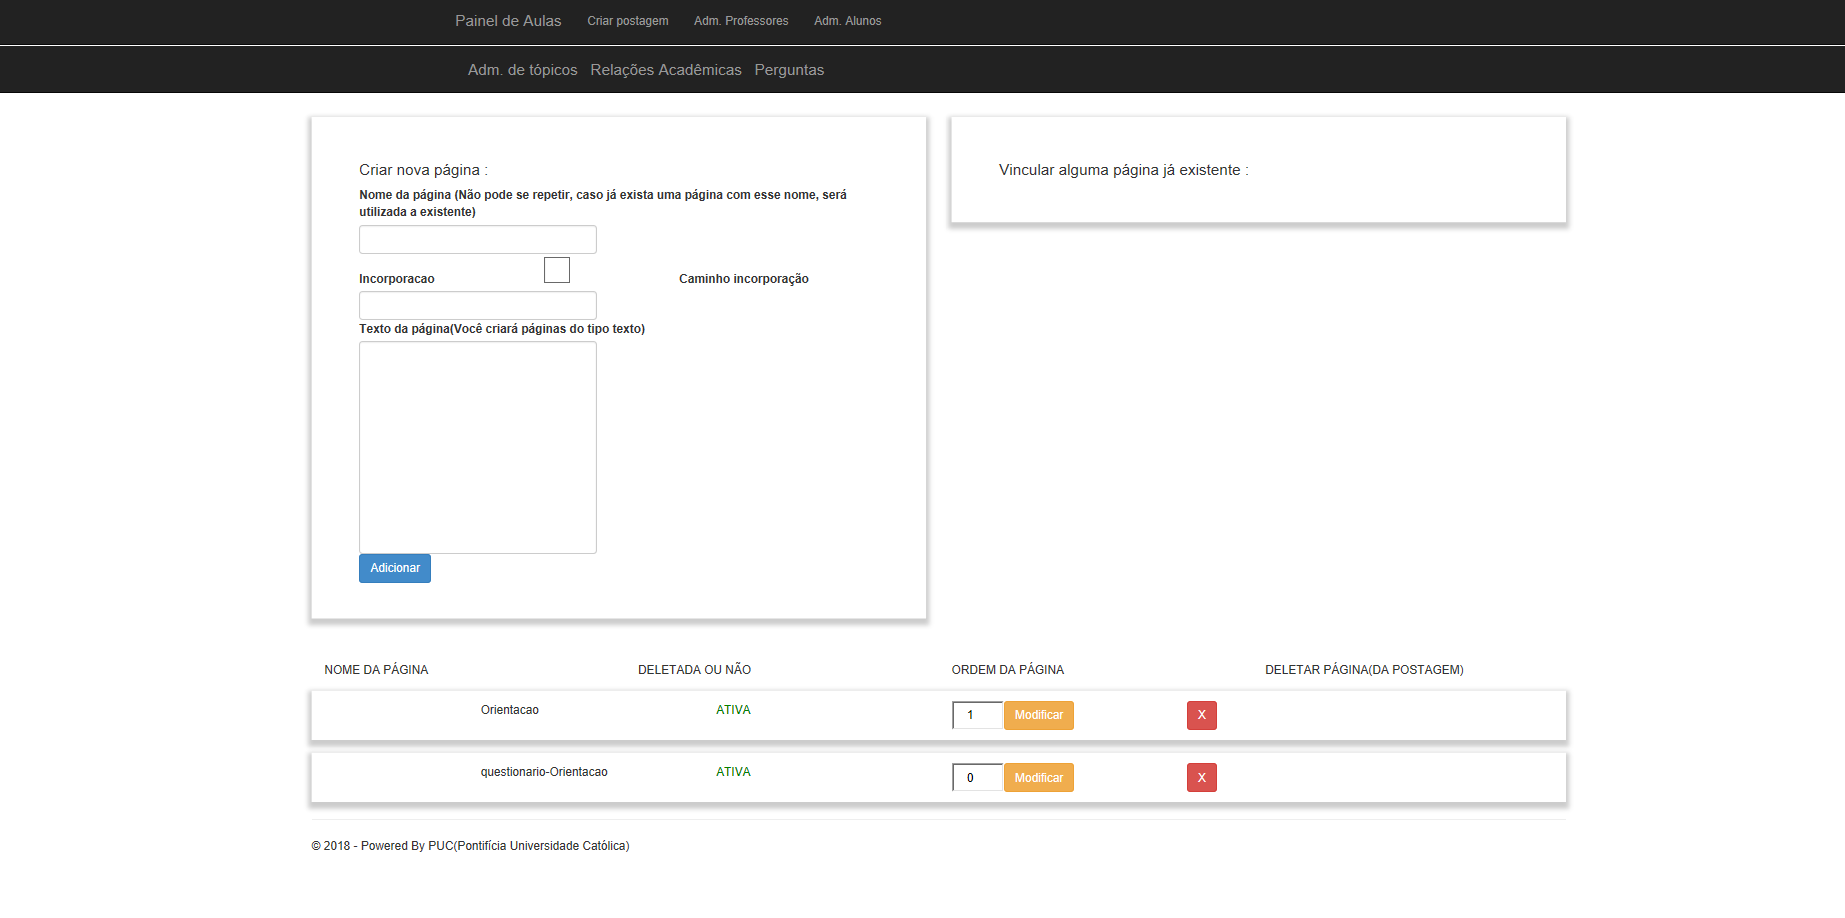 Painel de Aulas Criar postagem Adm. Professores Adm. Alunos
Adm. de tópicos Relações Acadêmicas Perguntas
Criar nova página :
Nome da página (Não pode se repetir, caso já exista uma página com esse nome, será
utilizada a existente)
Incorporacao Caminho incorporação
Texto da página(Você criará páginas do tipo texto)
Adicionar
Vincular alguma página já existente :
NOME DA PÁGINA DELETADA OU NÃO ORDEM DA PÁGINA DELETAR PÁGINA(DA POSTAGEM)
Orientacao ATIVA 1 Modificar X
questionario-Orientacao ATIVA 0 Modificar X
© 2018 - Powered By PUC(Pontifícia Universidade Católica)